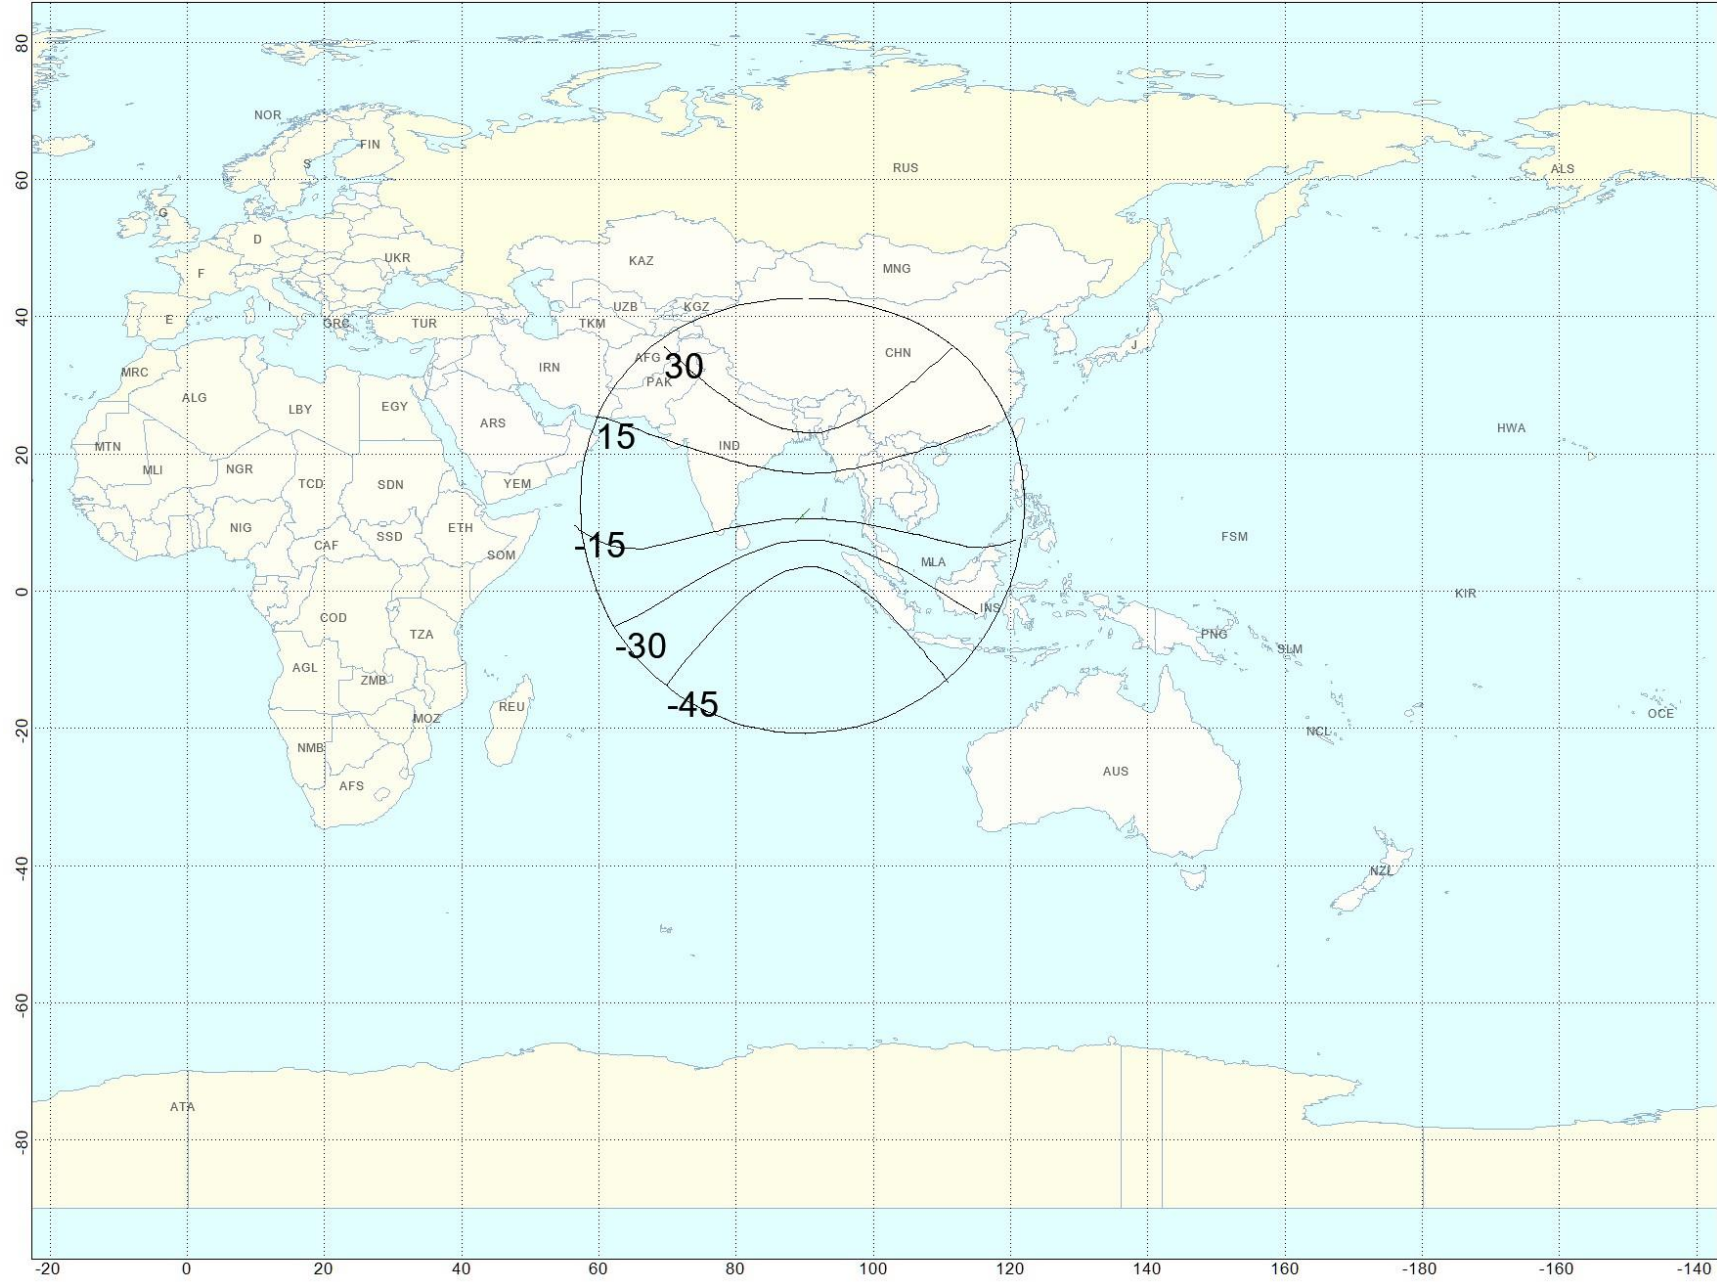 80
60
40
20
0
-20
-40
-60
-80
NOR
FIN
S
RUS
ALS
G
D
UKR
KAZ
MNG
F
I
UZB
KGZ
E
GRC
TUR
TKM
J
AFG
30
CHN
MRC
IRN
PAK
ALG
LBY
EGY
ARS
15
HWA
MTN
IND
MLI
NGR
TCD
SDN
YEM
NIG
ETH
SSD
FSM
CAF
-15
SOM
MLA
KIR
INS
COD
TZA
PNG
-30
SLM
AGL
ZMB
-45
REU
MOZ
OCE
NMB
NCL
AUS
AFS
NZL
ATA
-20 0 20 40 60 80 100 120 140 160 -180 -160 -140